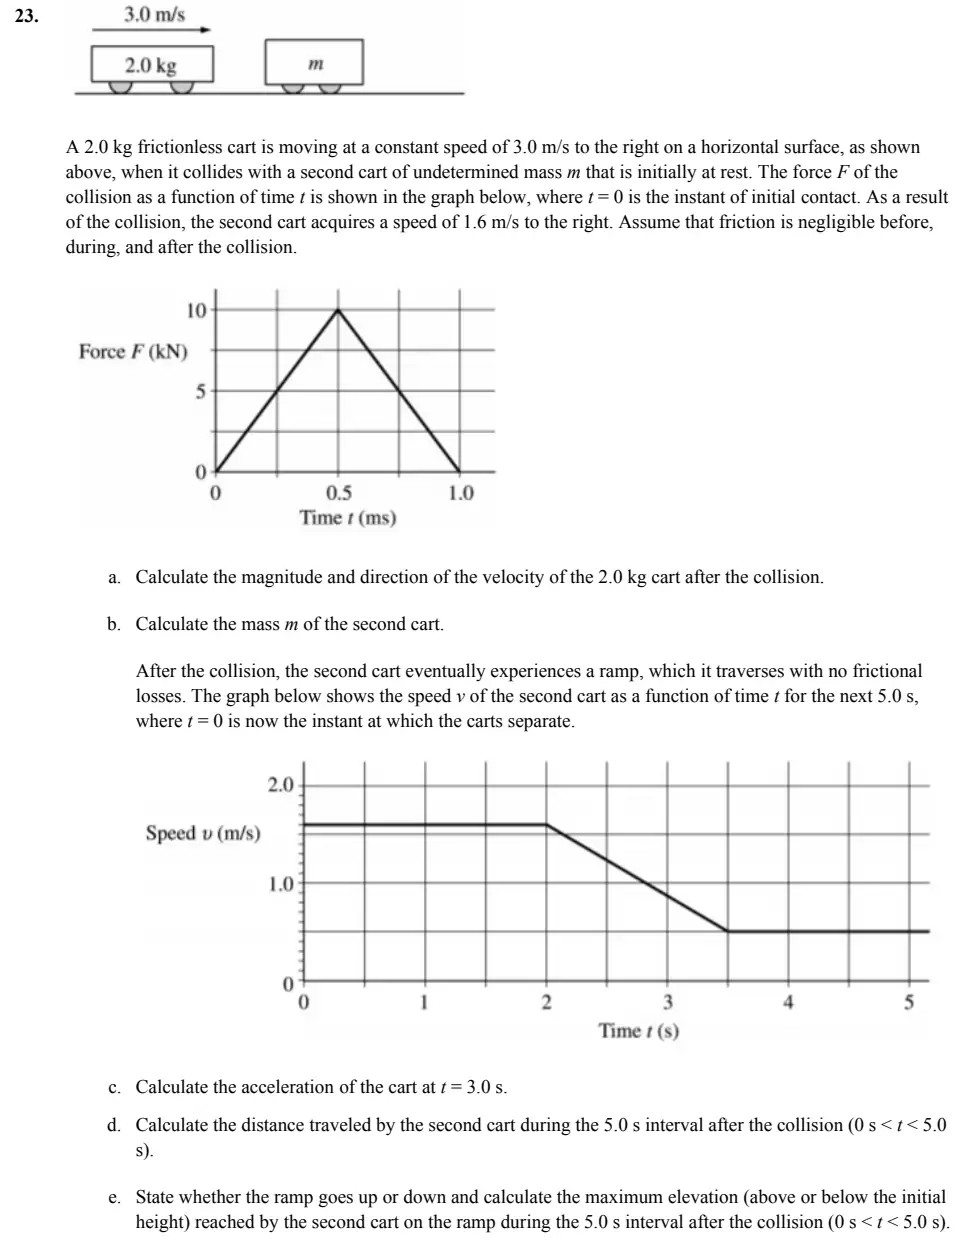 23.
3.0 m/s
2.0 kg
m
A 2.0 kg frictionless cart is moving at a constant speed of 3.0 m/s to the right on a horizontal surface, as shown
above, when it collides with a second cart of undetermined mass m that is initially at rest. The force F of the
collision as a function of time t is shown in the graph below, where t = 0 is the instant of initial contact. As a result
of the collision, the second cart acquires a speed of 1.6 m/s to the right. Assume that friction is negligible before,
during, and after the collision.
10
Force F (kN)
5
0
0 0.5 1.0
Time t (ms)
a. Calculate the magnitude and direction of the velocity of the 2.0 kg cart after the collision.
b. Calculate the mass m of the second cart.
After the collision, the second cart eventually experiences a ramp, which it traverses with no frictional
losses. The graph below shows the speed v of the second cart as a function of time t for the next 5.0 s,
where t = 0 is now the instant at which the carts separate.
2.0
Speed υ (m/s)
1.0
0
0 1 2 3 4 5
Time t (s)
c. Calculate the acceleration of the cart at t = 3.0 s.
d. Calculate the distance traveled by the second cart during the 5.0 s interval after the collision (0 s < t < 5.0
s).
e. State whether the ramp goes up or down and calculate the maximum elevation (above or below the initial
height) reached by the second cart on the ramp during the 5.0 s interval after the collision (0 s < t < 5.0 s).